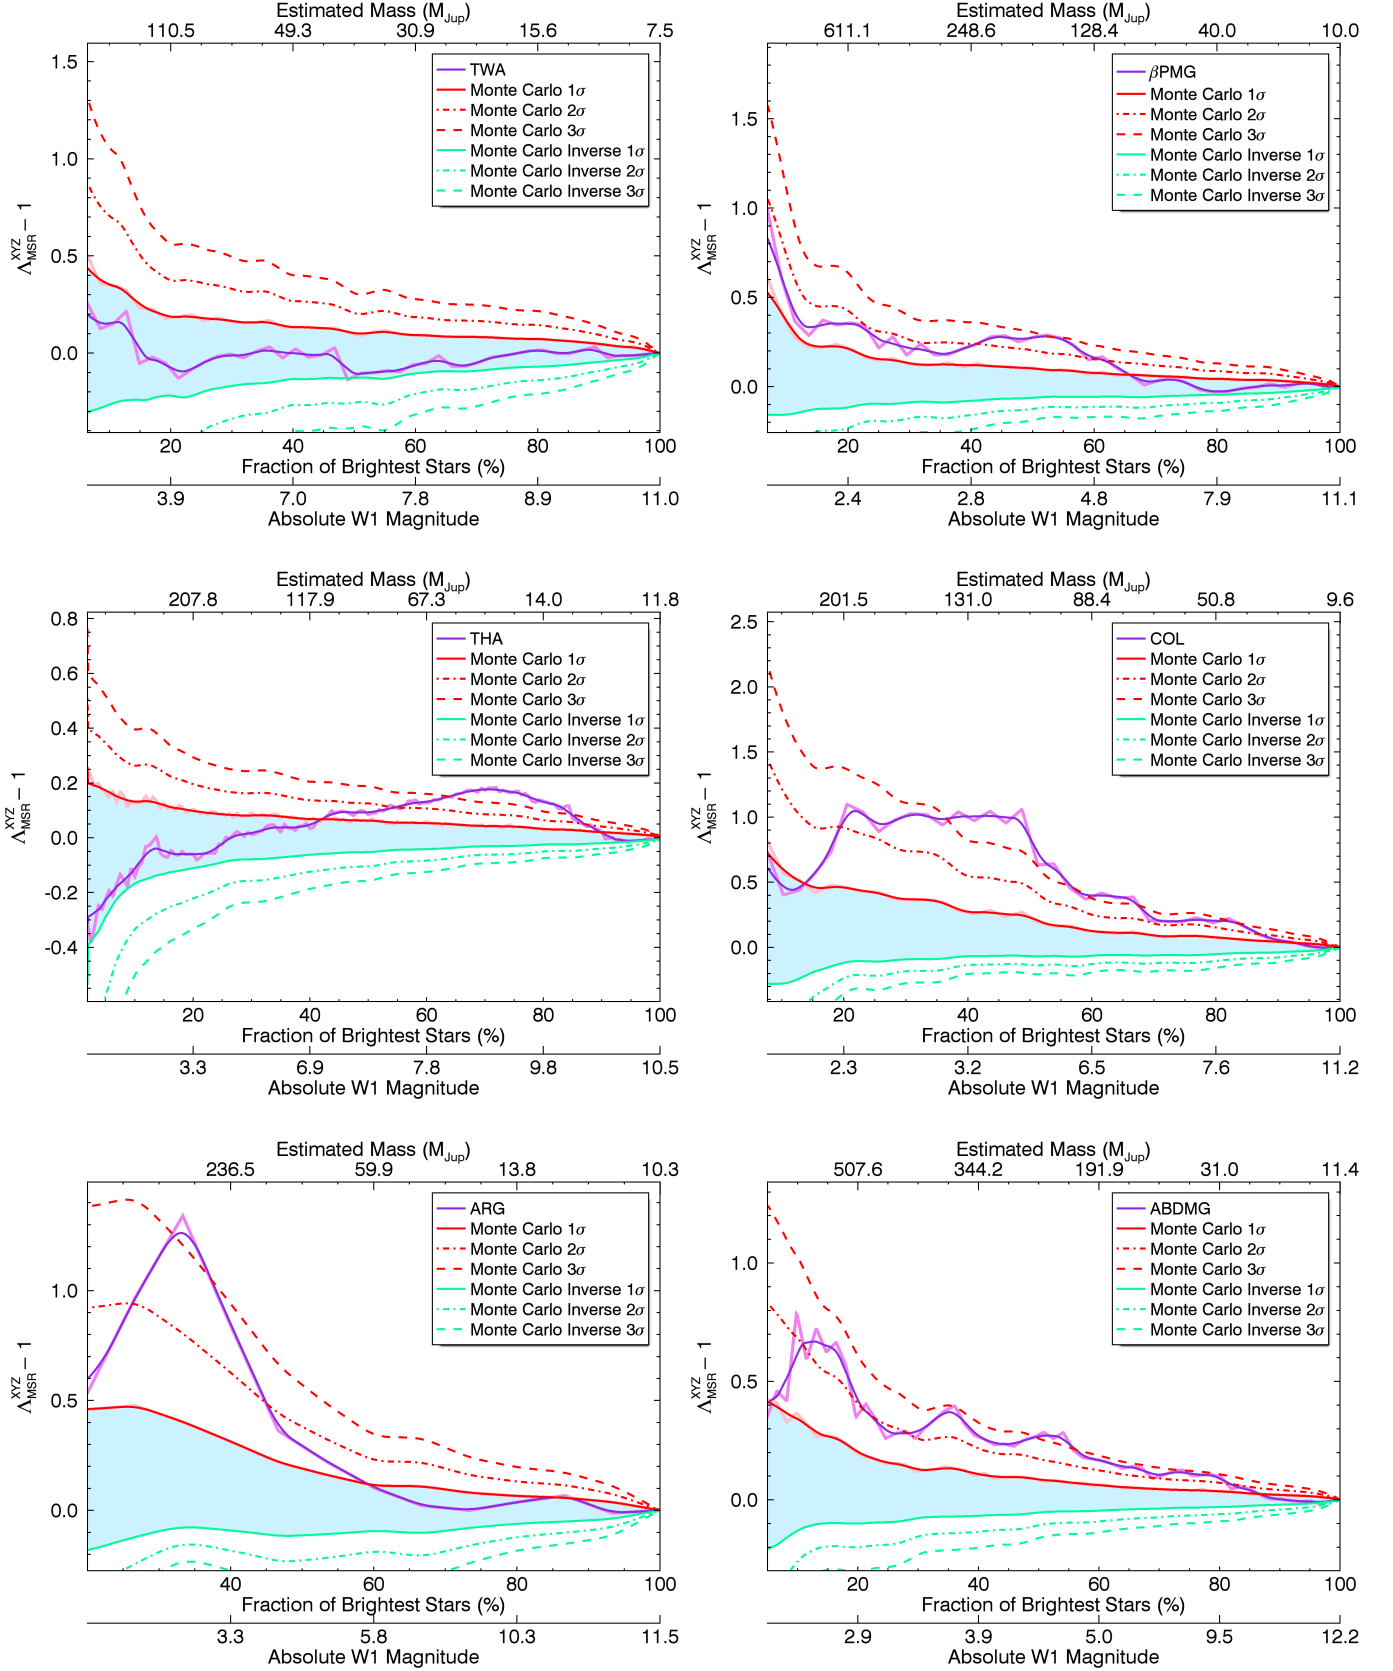 Estimated Mass (MJup)
110.5 49.3 30.9 15.6 7.5
1.5
1.0
0.5
0.0
ΛXYZMSR − 1
TWA
Monte Carlo 1σ
Monte Carlo 2σ
Monte Carlo 3σ
Monte Carlo Inverse 1σ
Monte Carlo Inverse 2σ
Monte Carlo Inverse 3σ
20 40 60 80 100
Fraction of Brightest Stars (%)
3.9 7.0 7.8 8.9 11.0
Absolute W1 Magnitude
Estimated Mass (MJup)
611.1 248.6 128.4 40.0 10.0
1.5
1.0
0.5
0.0
ΛXYZMSR − 1
βPMG
Monte Carlo 1σ
Monte Carlo 2σ
Monte Carlo 3σ
Monte Carlo Inverse 1σ
Monte Carlo Inverse 2σ
Monte Carlo Inverse 3σ
20 40 60 80 100
Fraction of Brightest Stars (%)
2.4 2.8 4.8 7.9 11.1
Absolute W1 Magnitude
Estimated Mass (MJup)
207.8 117.9 67.3 14.0 11.8
0.8
0.6
0.4
0.2
0.0
-0.2
-0.4
ΛXYZMSR − 1
THA
Monte Carlo 1σ
Monte Carlo 2σ
Monte Carlo 3σ
Monte Carlo Inverse 1σ
Monte Carlo Inverse 2σ
Monte Carlo Inverse 3σ
20 40 60 80 100
Fraction of Brightest Stars (%)
3.3 6.9 7.8 9.8 10.5
Absolute W1 Magnitude
Estimated Mass (MJup)
201.5 131.0 88.4 50.8 9.6
2.5
2.0
1.5
1.0
0.5
0.0
ΛXYZMSR − 1
COL
Monte Carlo 1σ
Monte Carlo 2σ
Monte Carlo 3σ
Monte Carlo Inverse 1σ
Monte Carlo Inverse 2σ
Monte Carlo Inverse 3σ
20 40 60 80 100
Fraction of Brightest Stars (%)
2.3 3.2 6.5 7.6 11.2
Absolute W1 Magnitude
Estimated Mass (MJup)
236.5 59.9 13.8 10.3
1.0
0.5
0.0
ΛXYZMSR − 1
ARG
Monte Carlo 1σ
Monte Carlo 2σ
Monte Carlo 3σ
Monte Carlo Inverse 1σ
Monte Carlo Inverse 2σ
Monte Carlo Inverse 3σ
40 60 80 100
Fraction of Brightest Stars (%)
3.3 5.8 10.3 11.5
Absolute W1 Magnitude
Estimated Mass (MJup)
507.6 344.2 191.9 31.0 11.4
1.0
0.5
0.0
ΛXYZMSR − 1
ABDMG
Monte Carlo 1σ
Monte Carlo 2σ
Monte Carlo 3σ
Monte Carlo Inverse 1σ
Monte Carlo Inverse 2σ
Monte Carlo Inverse 3σ
20 40 60 80 100
Fraction of Brightest Stars (%)
2.9 3.9 5.0 9.5 12.2
Absolute W1 Magnitude